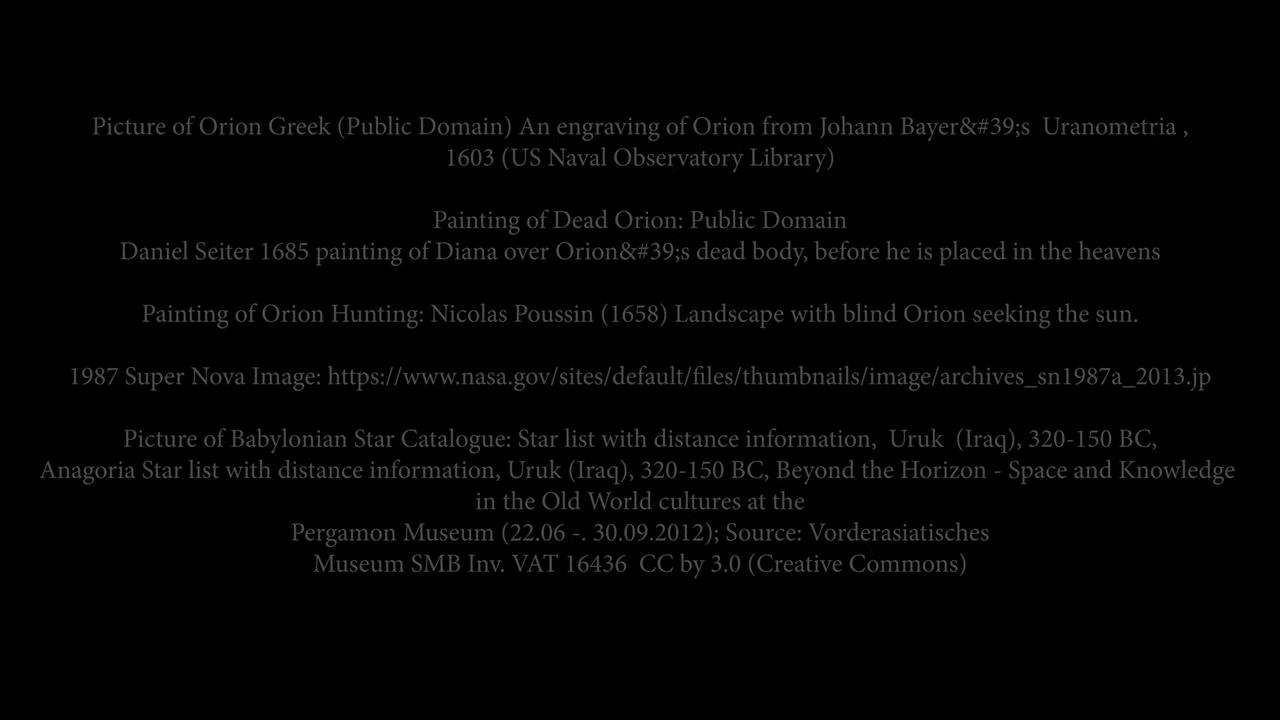 Picture of Orion Greek (Public Domain) An engraving of Orion from Johann Bayer&#39;s Uranometria ,
1603 (US Naval Observatory Library)
Painting of Dead Orion: Public Domain
Daniel Seiter 1685 painting of Diana over Orion&#39;s dead body, before he is placed in the heavens
Painting of Orion Hunting: Nicolas Poussin (1658) Landscape with blind Orion seeking the sun.
1987 Super Nova Image: https://www.nasa.gov/sites/default/files/thumbnails/image/archives_sn1987a_2013.jp
Picture of Babylonian Star Catalogue: Star list with distance information, Uruk (Iraq), 320-150 BC,
Anagoria Star list with distance information, Uruk (Iraq), 320-150 BC, Beyond the Horizon - Space and Knowledge
in the Old World cultures at the
Pergamon Museum (22.06 -. 30.09.2012); Source: Vorderasiatisches
Museum SMB Inv. VAT 16436 CC by 3.0 (Creative Commons)